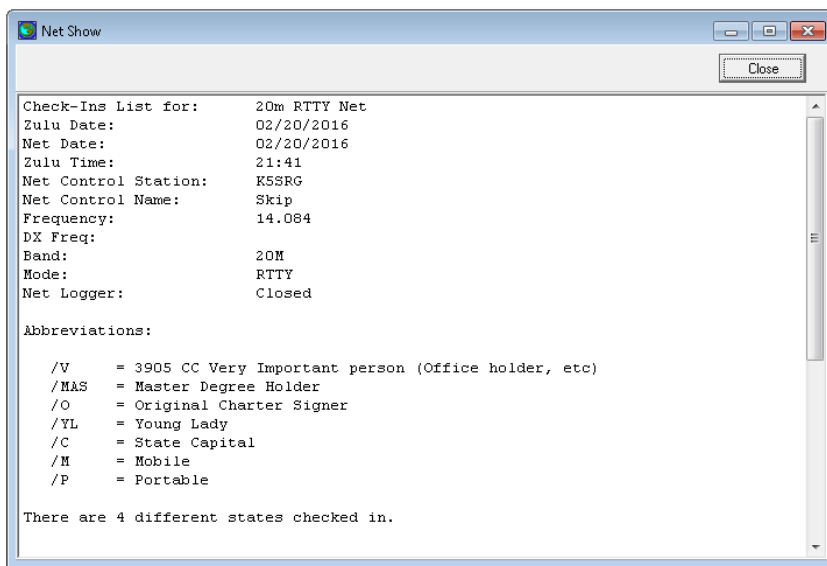 Net Show
Close
Check-Ins List for: 20m RTTY Net
Zulu Date: 02/20/2016
Net Date: 02/20/2016
Zulu Time: 21:41
Net Control Station: K5SRG
Net Control Name: Skip
Frequency: 14.084
DX Freq:
Band: 20M
Mode: RTTY
Net Logger: Closed
Abbreviations:
/V = 3905 CC Very Important person (Office holder, etc)
/MAS = Master Degree Holder
/O = Original Charter Signer
/YL = Young Lady
/C = State Capital
/M = Mobile
/P = Portable
There are 4 different states checked in.